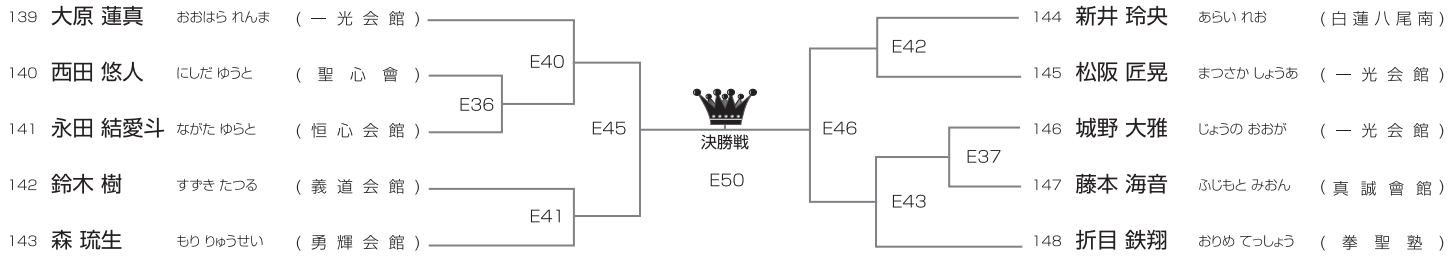 139 大原 蓮真 おおはら れんま (一光会館)
140 西田 悠人 にしだ ゆうと (聖心會)
141 永田 結愛斗 ながた ゆらと (恒心会館)
142 鈴木 樹 すずき たつる (義道会館)
143 森 琉生 もり りゅうせい (勇輝会館)
E40
E36
E45
E41
決勝戦
E50
E42
E46
E37
E43
144 新井 玲央 あらい れお (白蓮八尾南)
145 松阪 匠晃 まつさか しょうあ (一光会館)
146 城野 大雅 じょうの おおが (一光会館)
147 藤本 海音 ふじもと みおん (真誠會館)
148 折目 鉄翔 おりめ てっしょう (拳聖塾)